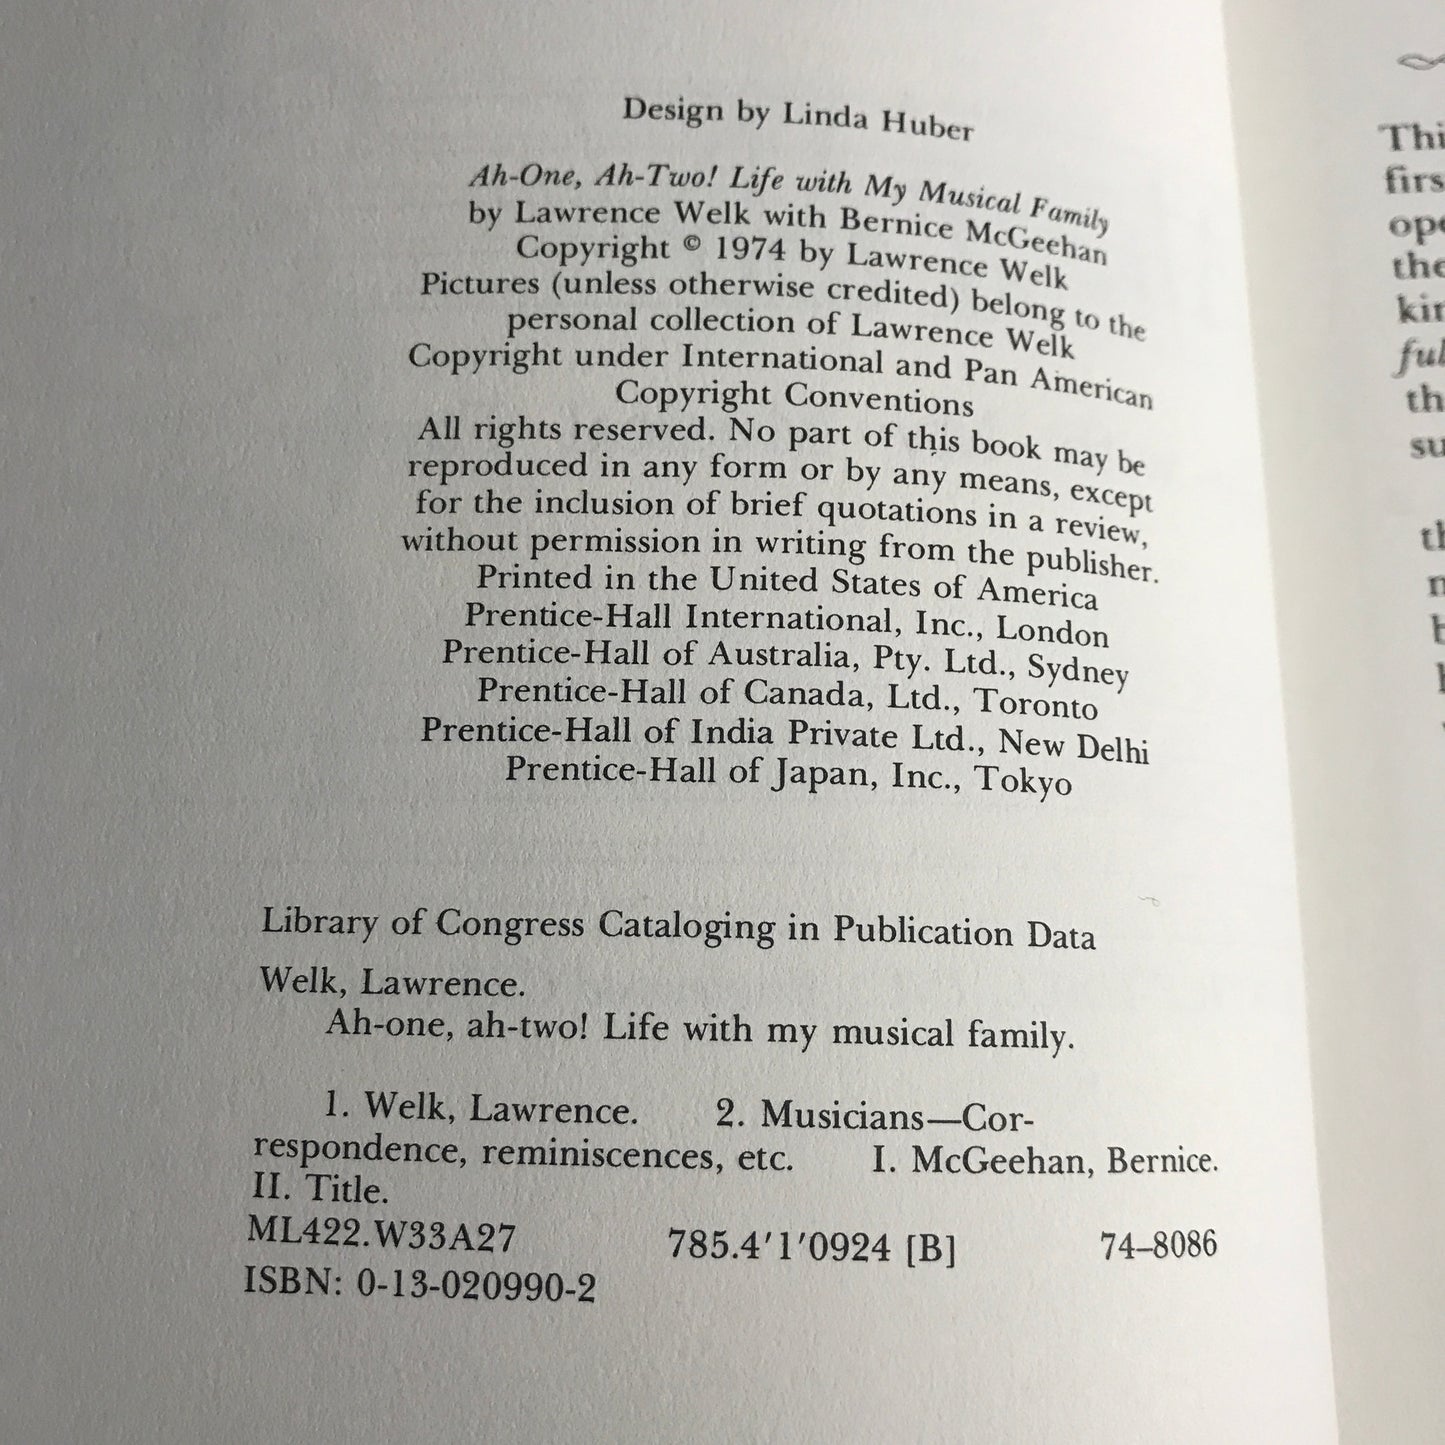 Design by Linda Huber
Ah-One, Ah-Two! Life with My Musical Family
by Lawrence Welk with Bernice McGeehan
Copyright © 1974 by Lawrence Welk
Pictures (unless otherwise credited) belong to the
personal collection of Lawrence Welk
Copyright under International and Pan American
Copyright Conventions
All rights reserved. No part of this book may be
reproduced in any form or by any means, except
for the inclusion of brief quotations in a review,
without permission in writing from the publisher.
Printed in the United States of America
Prentice-Hall International, Inc., London
Prentice-Hall of Australia, Pty. Ltd., Sydney
Prentice-Hall of Canada, Ltd., Toronto
Prentice-Hall of India Private Ltd., New Delhi
Prentice-Hall of Japan, Inc., Tokyo
Library of Congress Cataloging in Publication Data
Welk, Lawrence.
Ah-one, ah-two! Life with my musical family.
1. Welk, Lawrence. 2. Musicians—Cor-
respondence, reminiscences, etc. I. McGeehan, Bernice.
II. Title.
ML422.W33A27 785.4'1'0924 [B] 74–8086
ISBN: 0-13-020990-2